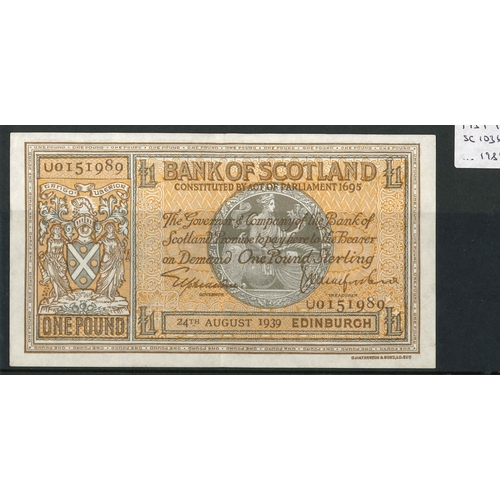 U0151989
BANK OF SCOTLAND
CONSTITUTED BY ACT OF PARLIAMENT 1695
The Governor & Company of the Bank of
Scotland Promise to pay here to the Bearer
on Demand One Pound Sterling
GOVERNOR
TREASURER
U0151989
ONE POUND
£1
£1
£1
£1
24TH AUGUST 1939 EDINBURGH